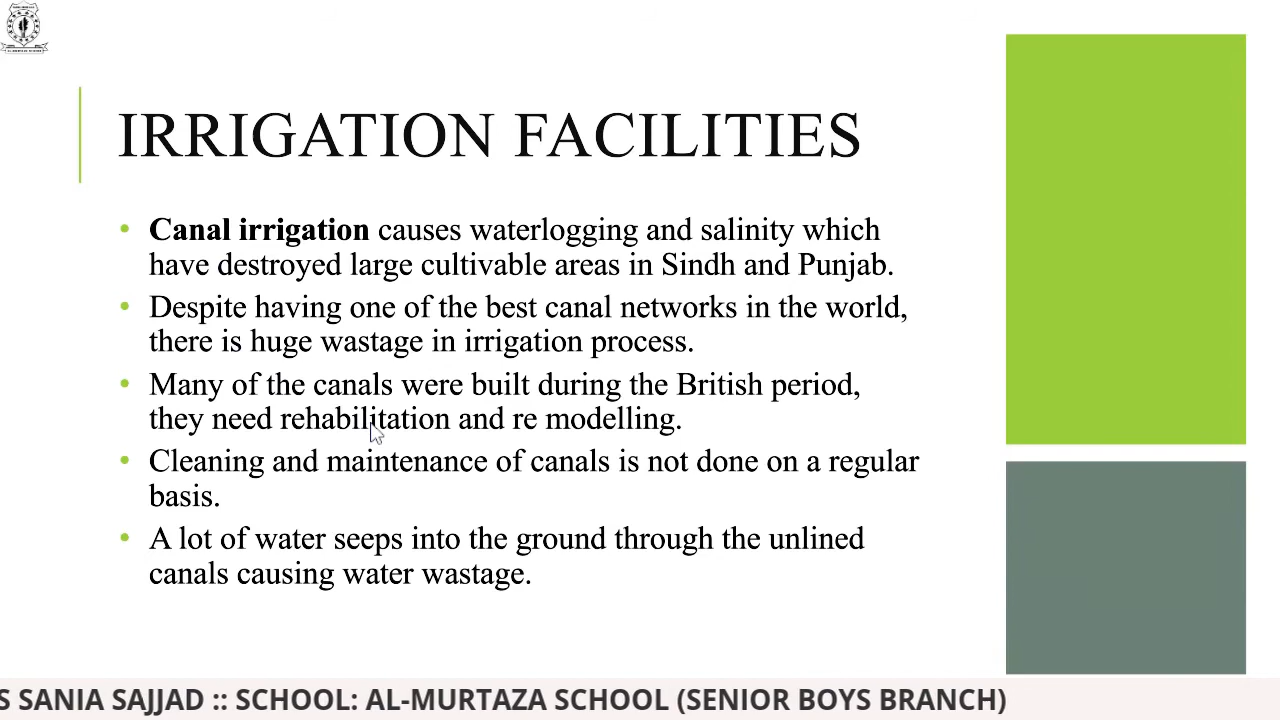 IRRIGATION FACILITIES
• Canal irrigation causes waterlogging and salinity which
have destroyed large cultivable areas in Sindh and Punjab.
• Despite having one of the best canal networks in the world,
there is huge wastage in irrigation process.
• Many of the canals were built during the British period,
they need rehabilitation and re modelling.
• Cleaning and maintenance of canals is not done on a regular
basis.
• A lot of water seeps into the ground through the unlined
canals causing water wastage.
S SANIA SAJJAD :: SCHOOL: AL-MURTAZA SCHOOL (SENIOR BOYS BRANCH)